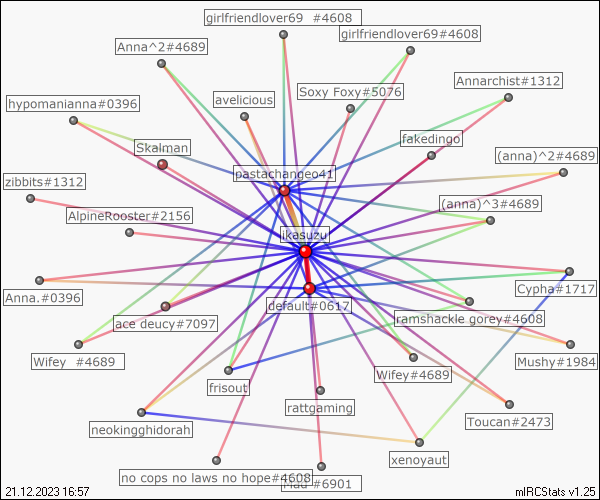 girlfriendlover69 #4608
girlfriendlover69#4608
Anna^2#4689
Annarchist#1312
Soxy Foxy#5076
avelicious
hypomanianna#0396
fakedingo
Skalman
(anna)^2#4689
pastachangeo41
zibbits#1312
(anna)^3#4689
AlpineRooster#2156
ikasuzu
Cypha#1717
Anna.#0396
default#0617
ramshackle gorey#4608
ace deucy#7097
Mushy#1984
Wifey #4689
Wifey#4689
frisout
rattgaming
Toucan#2473
neokingghidorah
xenoyaut
no cops no laws no hope#4608
#6901
21.12.2023 16:57
mIRCStats v1.25